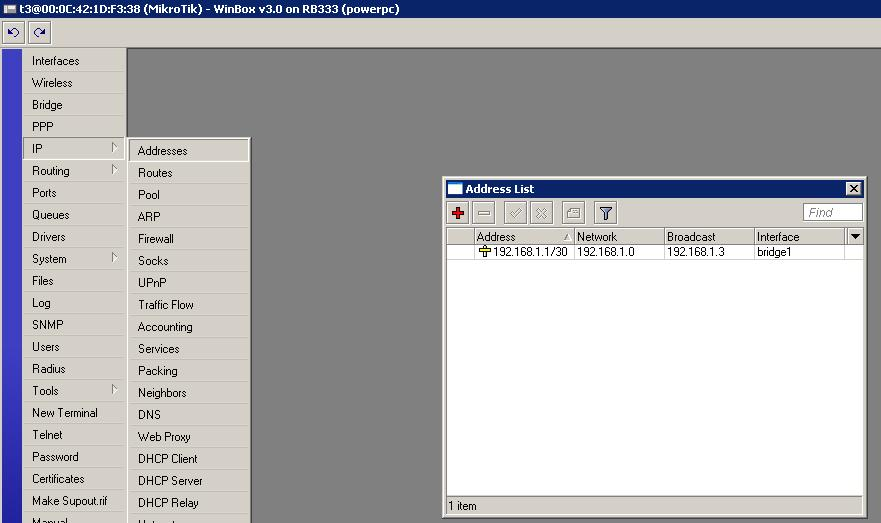 t3@00:0C:42:1D:F3:38 (MikroTik) - WinBox v3.0 on RB333 (powerpc)
Interfaces
Wireless
Bridge
PPP
IP
Routing
Ports
Queues
Drivers
System
Files
Log
SNMP
Users
Radius
Tools
New Terminal
Telnet
Password
Certificates
Make Supout.rif
Manual
Addresses
Routes
Pool
ARP
Firewall
Socks
UPnP
Traffic Flow
Accounting
Services
Packing
Neighbors
DNS
Web Proxy
DHCP Client
DHCP Server
DHCP Relay
Address List
Find
Address Network Broadcast Interface
192.168.1.1/30 192.168.1.0 192.168.1.3 bridge1
1 item